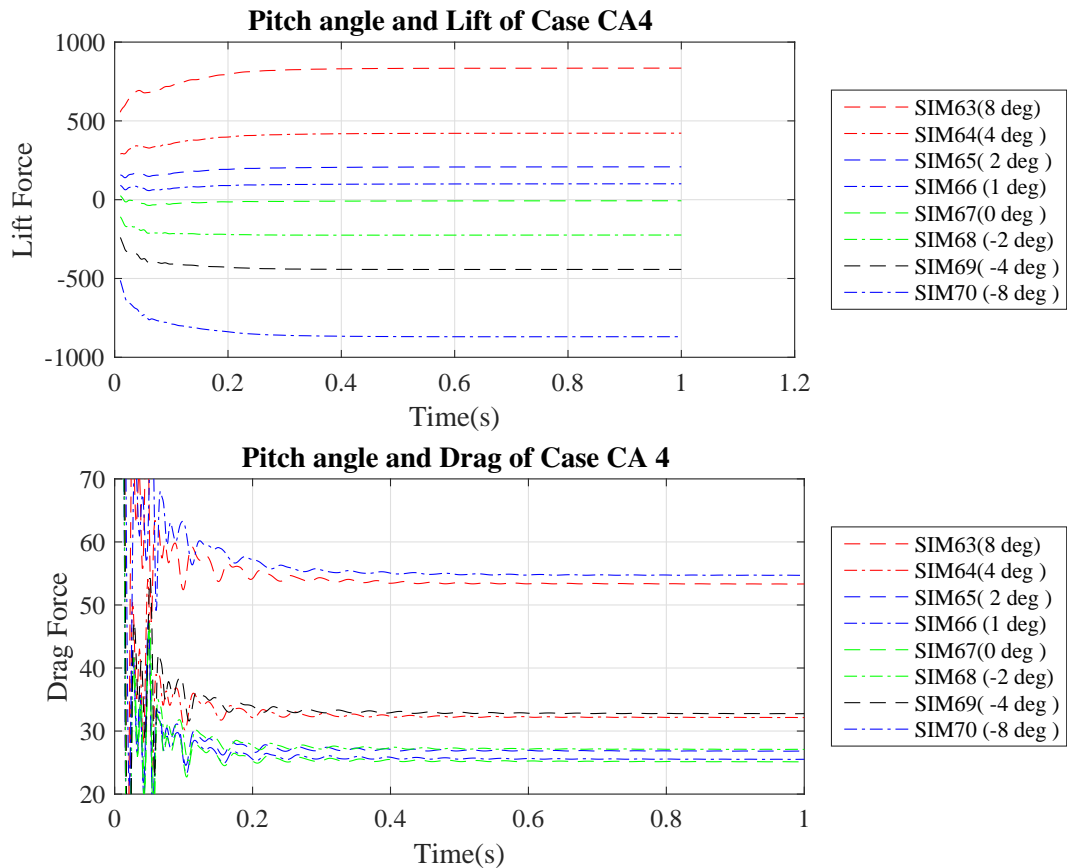 Pitch angle and Lift of Case CA4
1000
500
0
-500
-1000
Lift Force
0
0.2
0.4
0.6
0.8
1
1.2
Time(s)
SIM63(8 deg)
SIM64(4 deg )
SIM65( 2 deg )
SIM66 (1 deg)
SIM67(0 deg )
SIM68 (-2 deg)
SIM69( -4 deg )
SIM70 (-8 deg )
Pitch angle and Drag of Case CA 4
70
60
50
40
30
20
Drag Force
0
0.2
0.4
0.6
0.8
1
Time(s)
SIM63(8 deg)
SIM64(4 deg )
SIM65( 2 deg )
SIM66 (1 deg)
SIM67(0 deg )
SIM68 (-2 deg)
SIM69( -4 deg )
SIM70 (-8 deg )